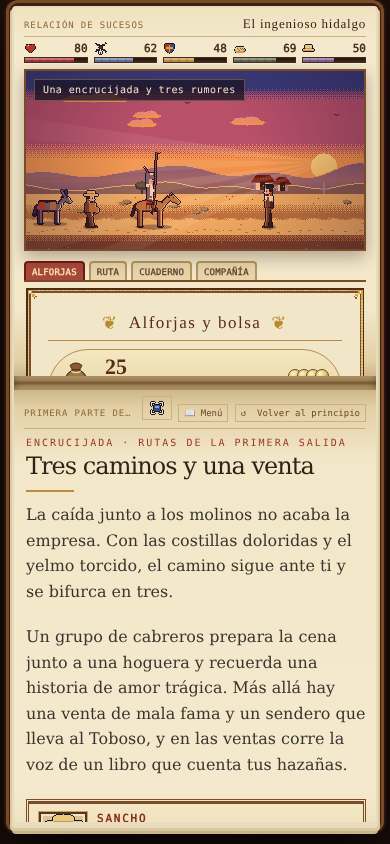 RELACIÓN DE SUCESOS
El ingenioso hidalgo
80 62 48 69 50
Una encrucijada y tres rumores
ALFORJAS RUTA CUADERNO COMPAÑÍA
Alforjas y bolsa
25
PRIMERA PARTE DE… Menú Volver al principio
ENCRUCIJADA · RUTAS DE LA PRIMERA SALIDA
Tres caminos y una venta
La caída junto a los molinos no acaba la
empresa. Con las costillas doloridas y el
yelmo torcido, el camino sigue ante ti y
se bifurca en tres.
Un grupo de cabreros prepara la cena
junto a una hoguera y recuerda una
historia de amor trágica. Más allá hay
una venta de mala fama y un sendero que
lleva al Toboso, y en las ventas corre la
voz de un libro que cuenta tus hazañas.
SANCHO